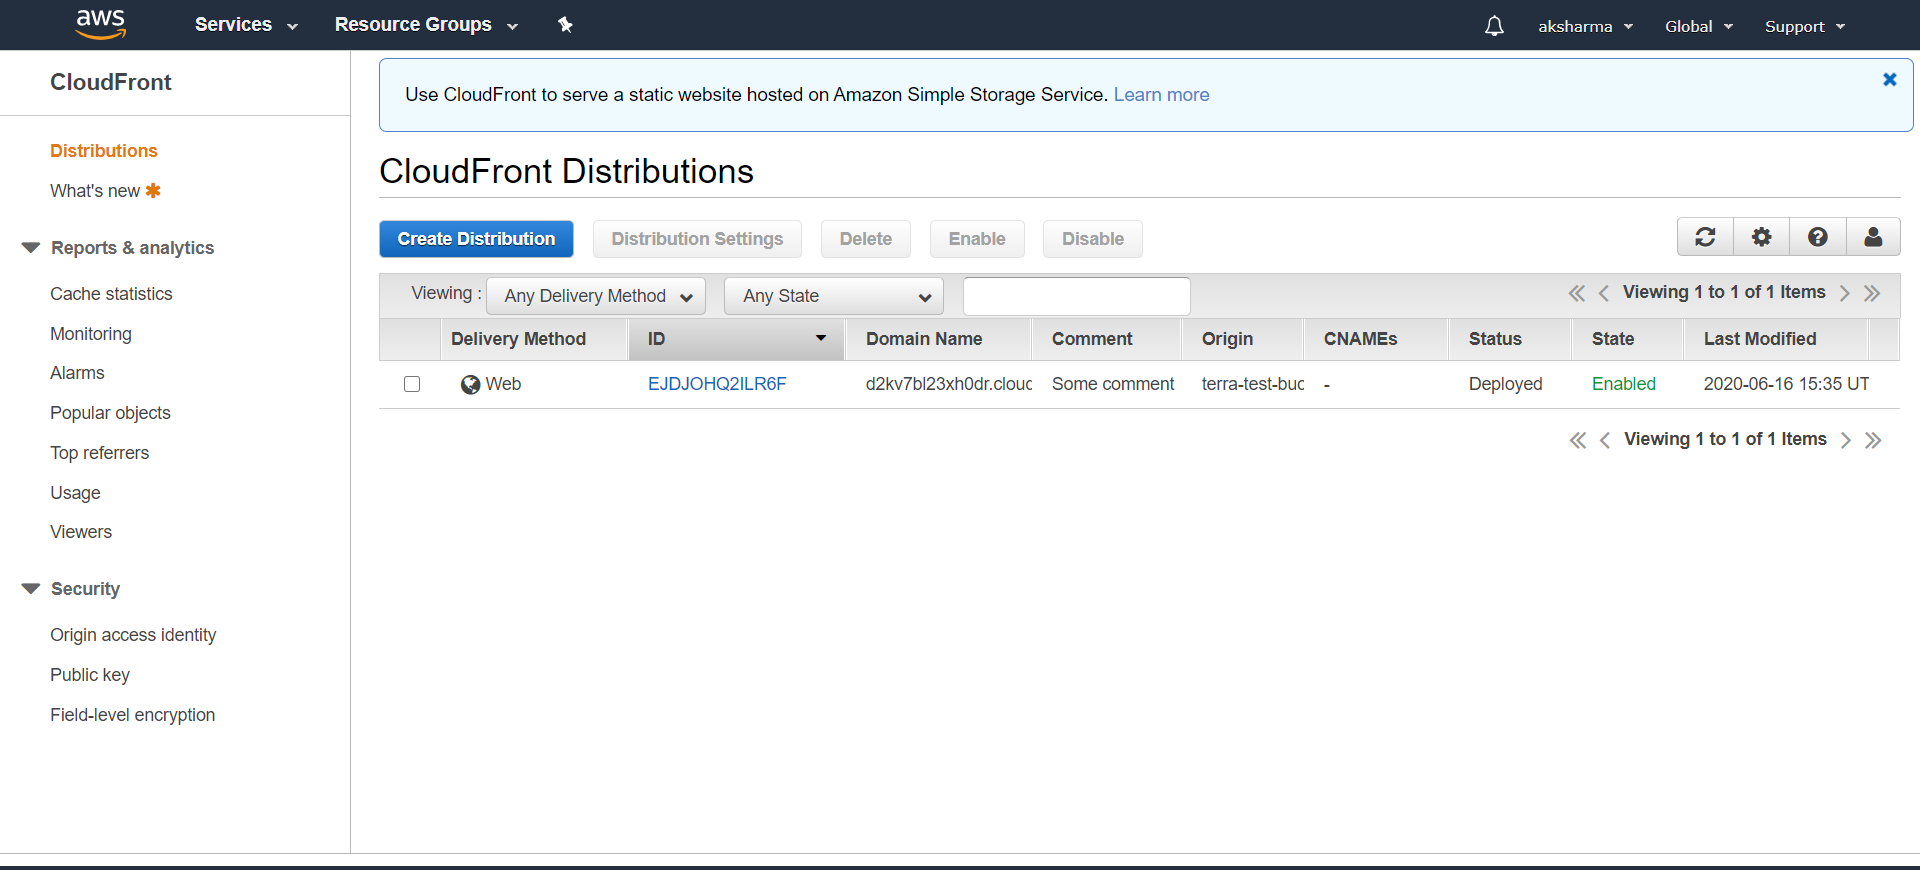 aws Services Resource Groups aksharma Global Support
CloudFront
Distributions
What's new
Reports & analytics
Cache statistics
Monitoring
Alarms
Popular objects
Top referrers
Usage
Viewers
Security
Origin access identity
Public key
Field-level encryption
Use CloudFront to serve a static website hosted on Amazon Simple Storage Service. Learn more
CloudFront Distributions
Create Distribution Distribution Settings Delete Enable Disable
Viewing : Any Delivery Method Any State Viewing 1 to 1 of 1 Items
Delivery Method ID Domain Name Comment Origin CNAMEs Status State Last Modified
Web EJDJOHQ2ILR6F d2kv7bl23xh0dr.clouc Some comment terra-test-buc - Deployed Enabled 2020-06-16 15:35 UT
Viewing 1 to 1 of 1 Items